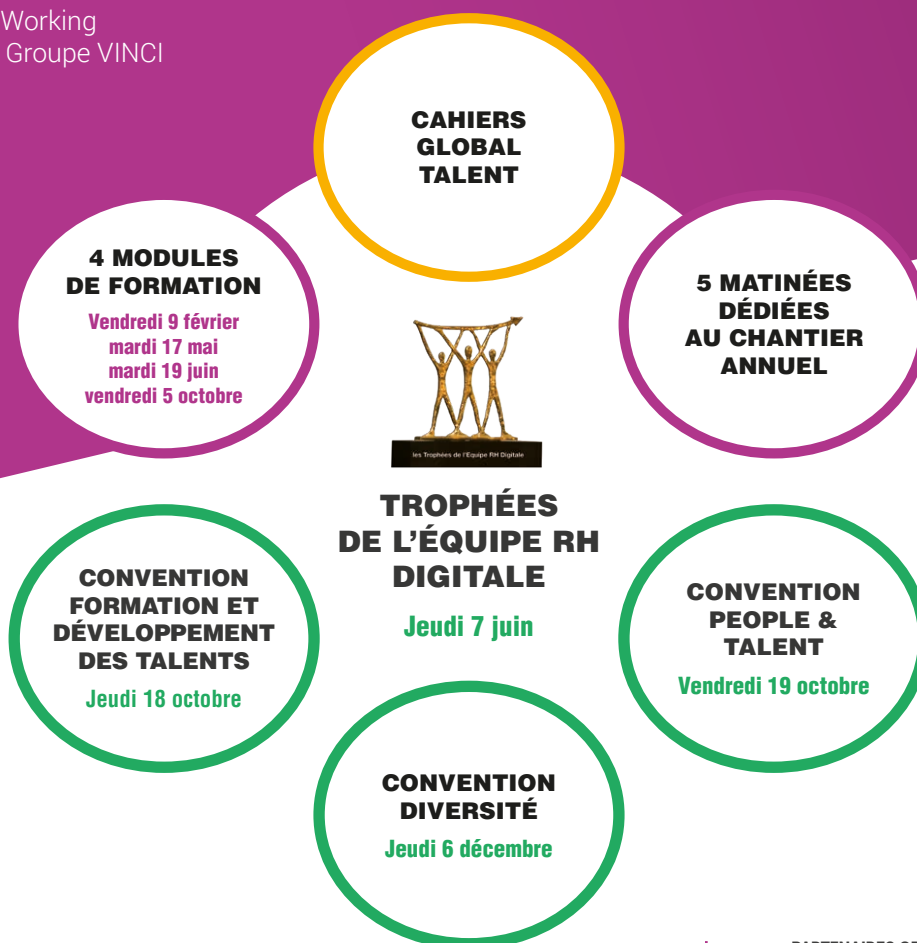 Working
Groupe VINCI
CAHIERS
GLOBAL
TALENT
4 MODULES
DE FORMATION
Vendredi 9 février
mardi 17 mai
mardi 19 juin
vendredi 5 octobre
5 MATINÉES
DÉDIÉES
AU CHANTIER
ANNUEL
les Trophées de l'Equipe RH Digitale
TROPHÉES
DE L'ÉQUIPE RH
DIGITALE
Jeudi 7 juin
CONVENTION
FORMATION ET
DÉVELOPPEMENT
DES TALENTS
Jeudi 18 octobre
CONVENTION
PEOPLE &
TALENT
Vendredi 19 octobre
CONVENTION
DIVERSITÉ
Jeudi 6 décembre